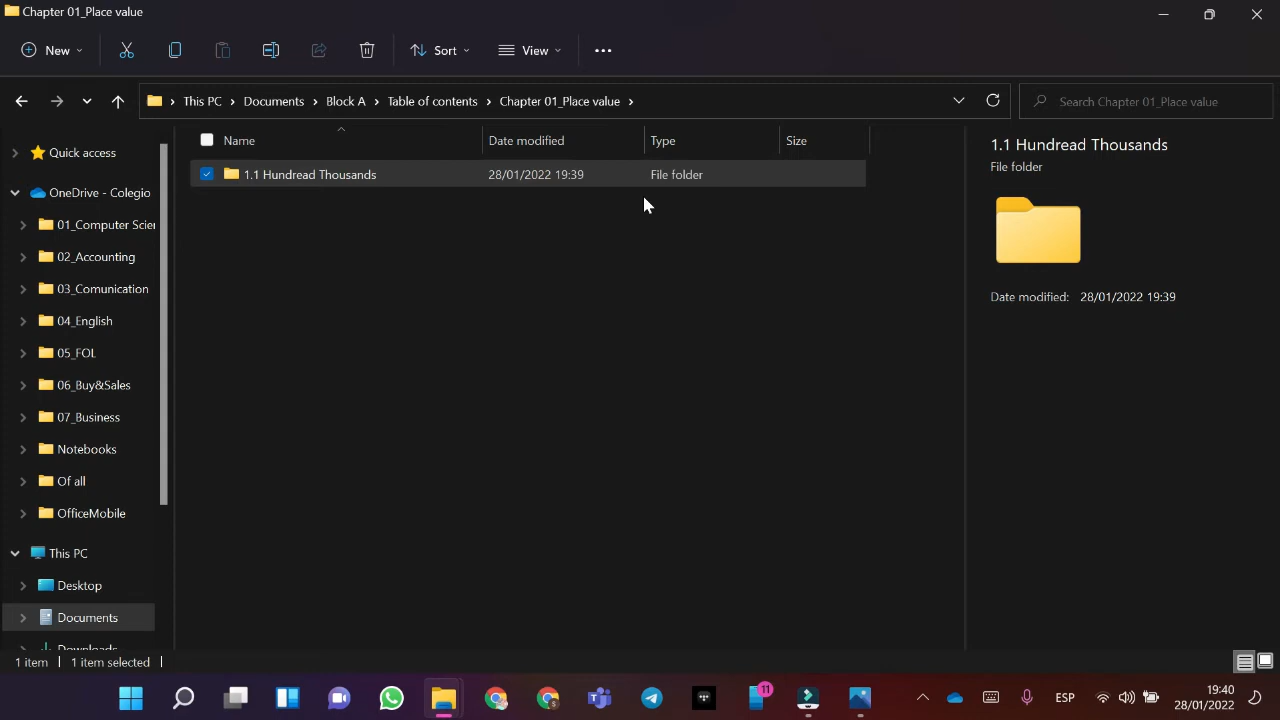 Chapter 01_Place value
New Sort View
This PC Documents Block A Table of contents Chapter 01_Place value Search Chapter 01_Place value
Name Date modified Type Size
1.1 Hundread Thousands 28/01/2022 19:39 File folder
Quick access
OneDrive - Colegio
01_Computer Scien
02_Accounting
03_Comunication
04_English
05_FOL
06_Buy&Sales
07_Business
Notebooks
Of all
OfficeMobile
This PC
Desktop
Documents
Downloads
1.1 Hundread Thousands
File folder
Date modified: 28/01/2022 19:39
1 item 1 item selected
11
S
ESP
19:40
28/01/2022